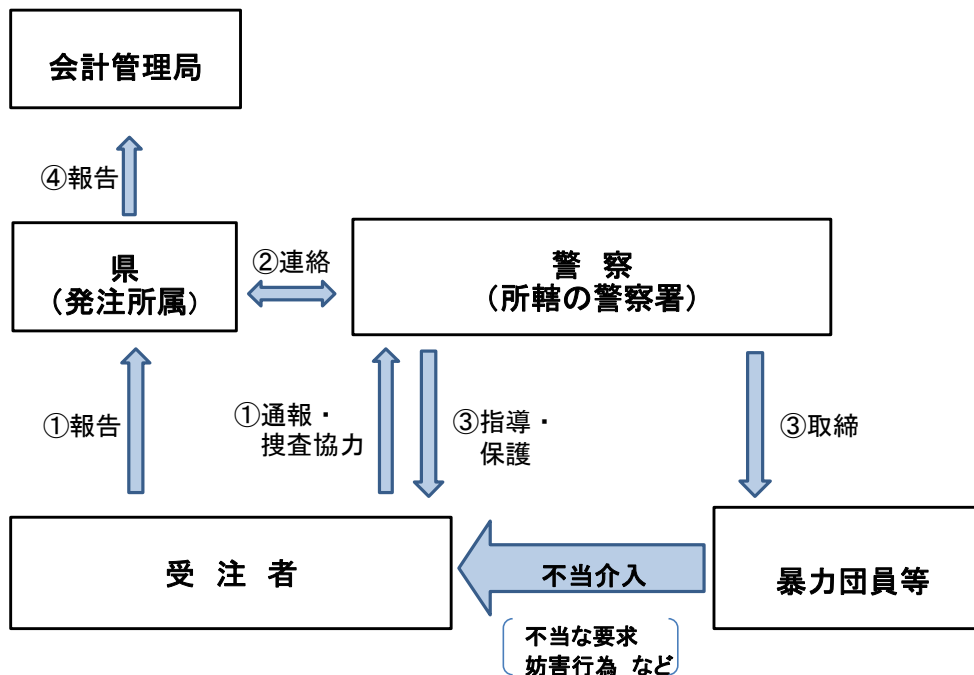 会計管理局
④報告
県
（発注所属）
②連絡
警　察
（所轄の警察署）
①報告
①通報・
捜査協力
③指導・
保護
③取締
受　注　者
不当介入
暴力団員等
不当な要求
妨害行為 など